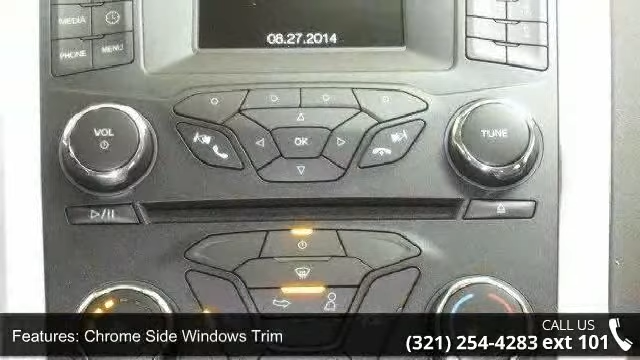 08.27.2014
MEDIA
PHONE
MENU
VOL
OK
TUNE
Features: Chrome Side Windows Trim
CALL US
(321) 254-4283 ext 101